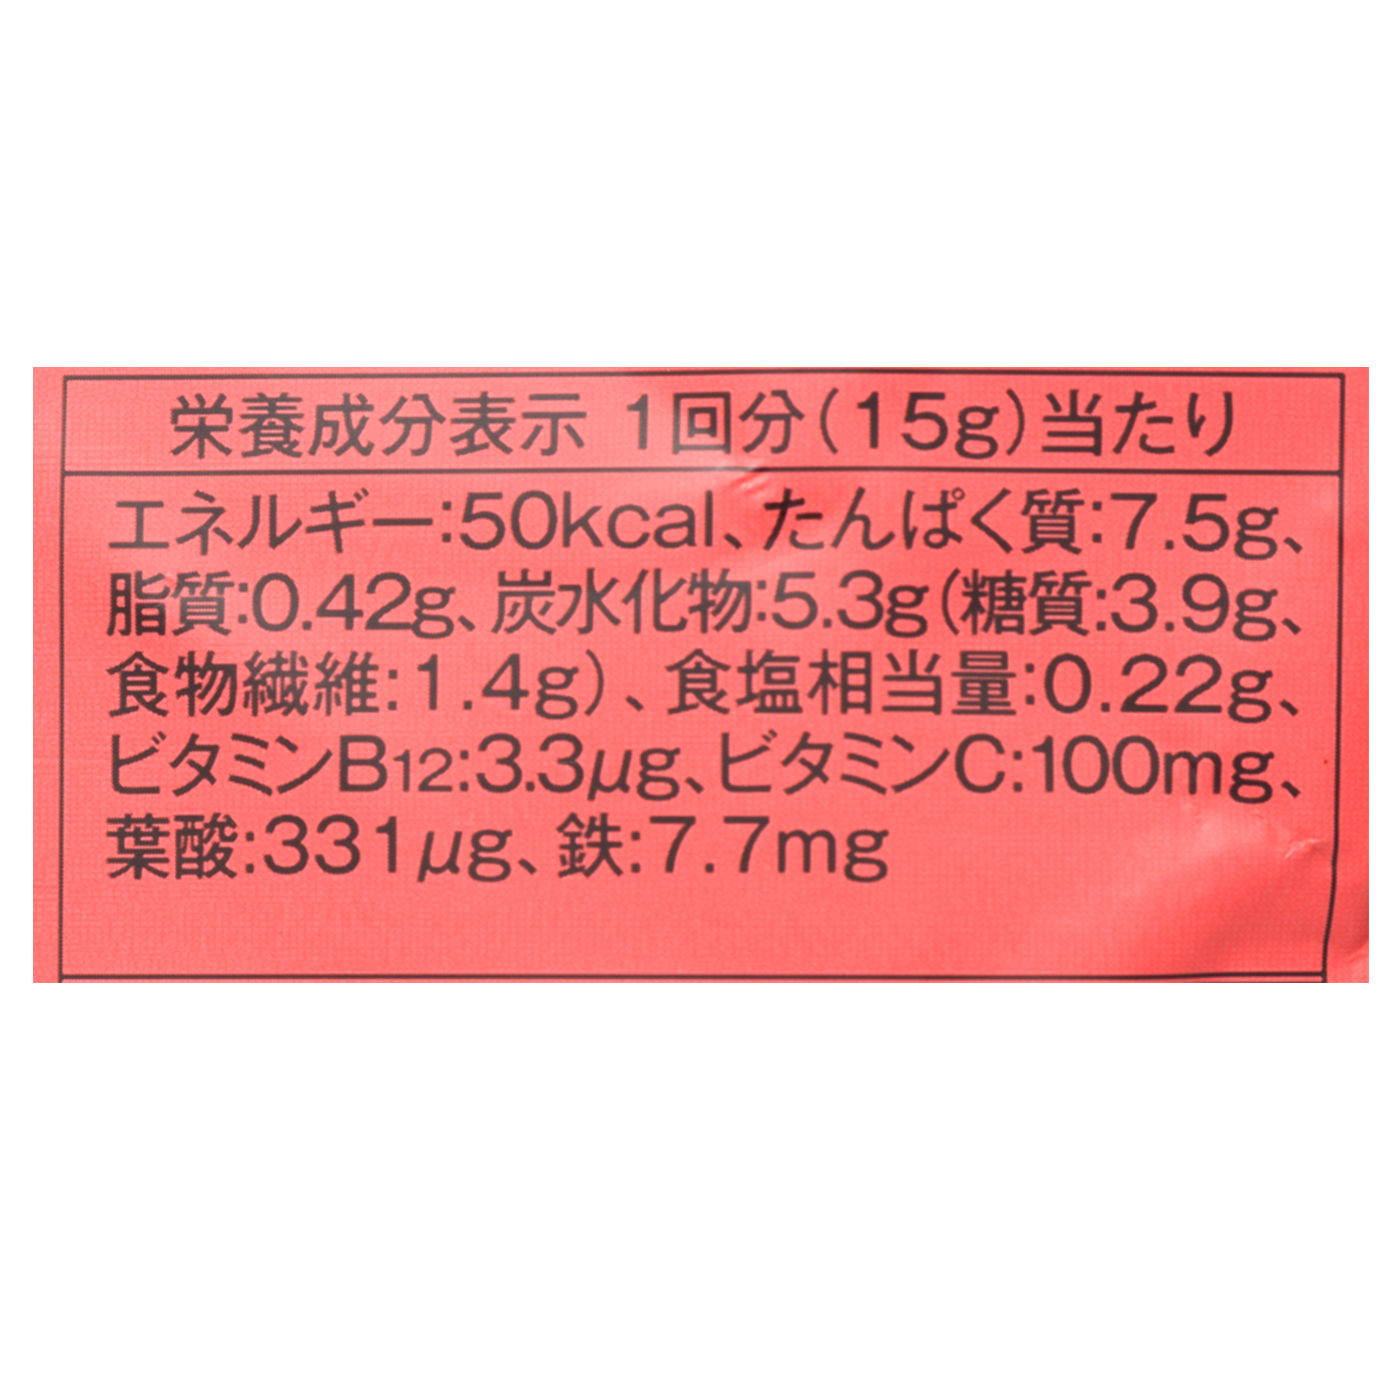 栄養成分表示 1回分(15g)当たり
エネルギー:50kcal、たんぱく質:7.5g、
脂質:0.42g、炭水化物:5.3g(糖質:3.9g、
食物繊維:1.4g)、食塩相当量:0.22g、
ビタミンB12:3.3μg、ビタミンC:100mg、
葉酸:331μg、鉄:7.7mg